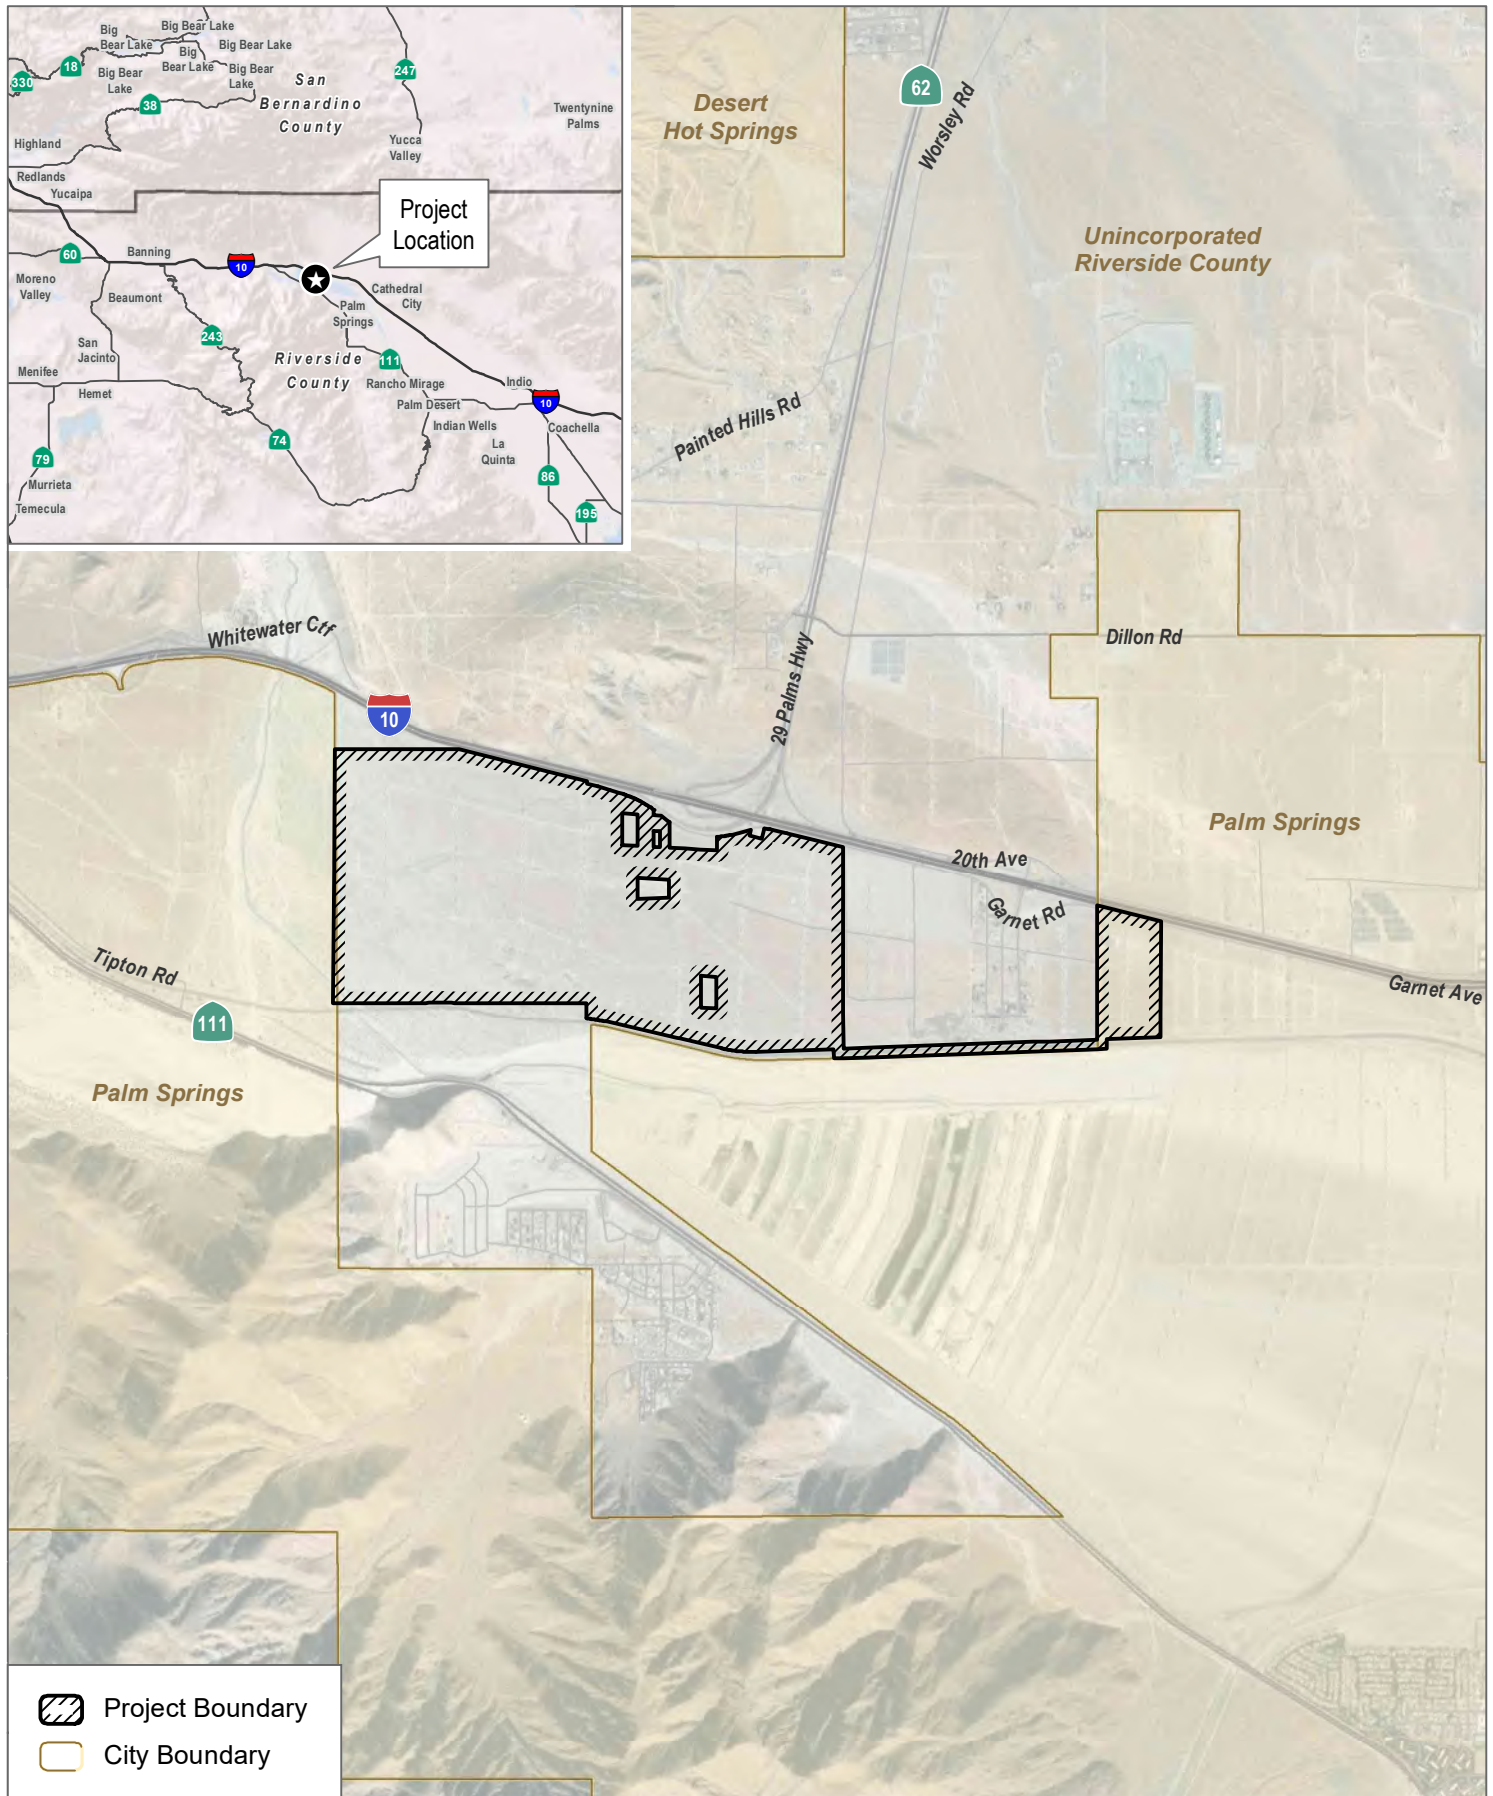 Big
Bear Lake
Big Bear Lake
Big
Bear Lake
Big Bear Lake
Big Bear
Lake
Big Bear
Lake
330
18
38
247
San
Bernardino
County
Twentynine
Palms
Yucca
Valley
Highland
Redlands
Yucaipa
Project
Location
60
Banning
10
Moreno
Valley
Beaumont
Cathedral
City
Palm
Springs
243
San
Jacinto
Riverside
County
111
Menifee
Hemet
Rancho Mirage
Indio
10
Palm Desert
Indian Wells
Coachella
La
Quinta
74
79
86
Murrieta
Temecula
195
Desert
Hot Springs
62
Worsley Rd
Unincorporated
Riverside County
Painted Hills Rd
Whitewater Ctf
29 Palms Hwy
Dillon Rd
10
Palm Springs
20th Ave
Garnet Rd
Garnet Ave
Tipton Rd
111
Palm Springs
Project Boundary
City Boundary